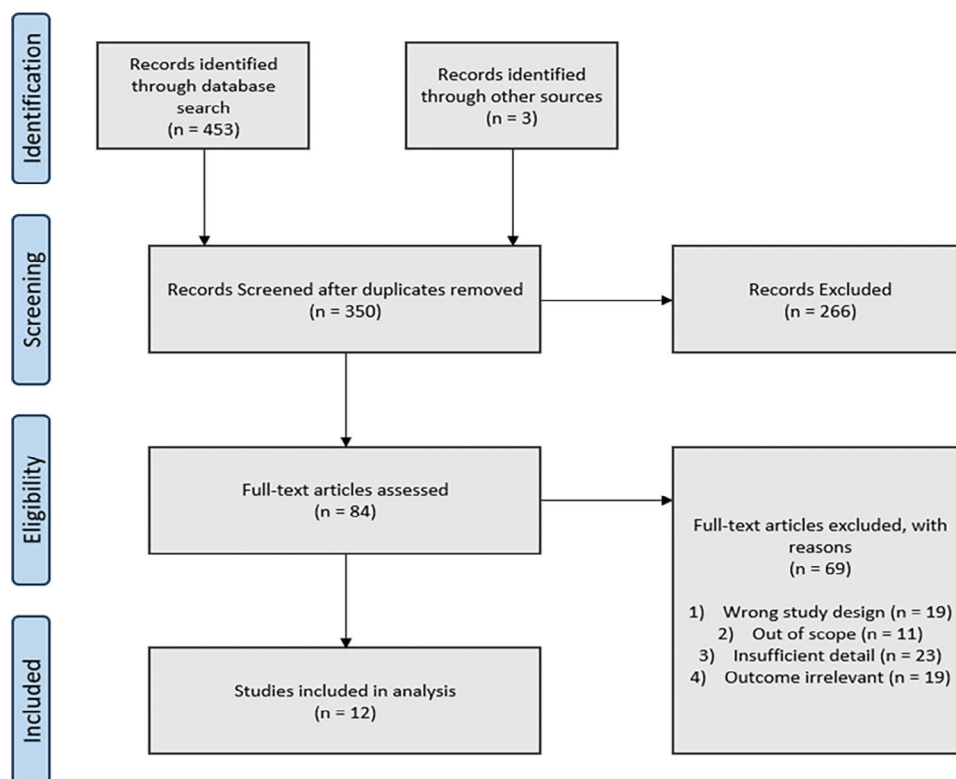 Identification
Records identified
through database
search
(n = 453)
Records identified
through other sources
(n = 3)
Screening
Records Screened after duplicates removed
(n = 350)
Records Excluded
(n = 266)
Eligibility
Full-text articles assessed
(n = 84)
Full-text articles excluded, with
reasons
(n = 69)
1) Wrong study design (n = 19)
2) Out of scope (n = 11)
3) Insufficient detail (n = 23)
4) Outcome irrelevant (n = 19)
Included
Studies included in analysis
(n = 12)